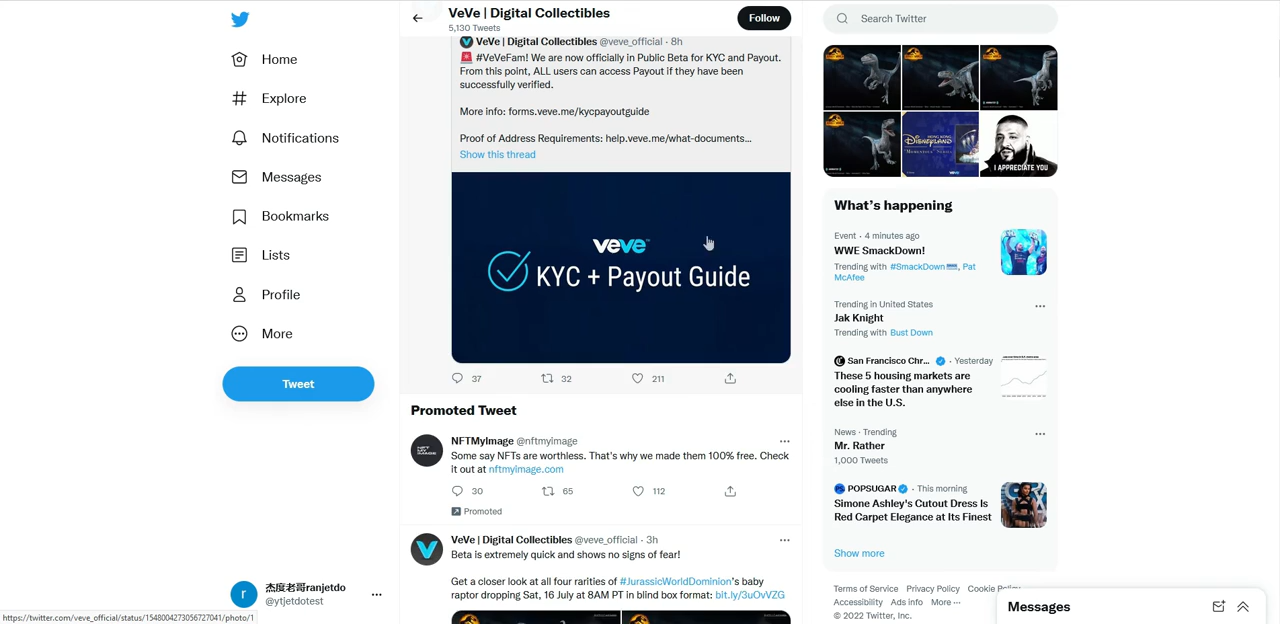 VeVe | Digital Collectibles
5,130 Tweets
Follow
Search Twitter
Home
Explore
Notifications
Messages
Bookmarks
Lists
Profile
More
Tweet
杰度老哥ranjetdo
@ytjetdotest
https://twitter.com/veve_official/status/1548004273056727041/photo/1
VeVe | Digital Collectibles @veve_official · 8h
#VeVeFam! We are now officially in Public Beta for KYC and Payout.
From this point, ALL users can access Payout if they have been
successfully verified.
More info: forms.veve.me/kycpayoutguide
Proof of Address Requirements: help.veve.me/what-documents...
Show this thread
veve
KYC + Payout Guide
37 32 211
Promoted Tweet
NFTMyImage @nftmyimage
Some say NFTs are worthless. That's why we made them 100% free. Check
it out at nftmyimage.com
30 65 112
Promoted
VeVe | Digital Collectibles @veve_official · 3h
Beta is extremely quick and shows no signs of fear!
Get a closer look at all four rarities of #JurassicWorldDominion's baby
raptor dropping Sat, 16 July at 8AM PT in blind box format: bit.ly/3uOvVZG
Disneyland
I APPRECIATE YOU
What's happening
Event · 4 minutes ago
WWE SmackDown!
Trending with #SmackDown, Pat
McAfee
Trending in United States
Jak Knight
Trending with Bust Down
San Francisco Chr... · Yesterday
These 5 housing markets are
cooling faster than anywhere
else in the U.S.
News · Trending
Mr. Rather
1,000 Tweets
POPSUGAR · This morning
Simone Ashley's Cutout Dress Is
Red Carpet Elegance at Its Finest
Show more
Terms of Service Privacy Policy Cookie
Accessibility Ads info More ...
© 2022 Twitter, Inc.
Messages